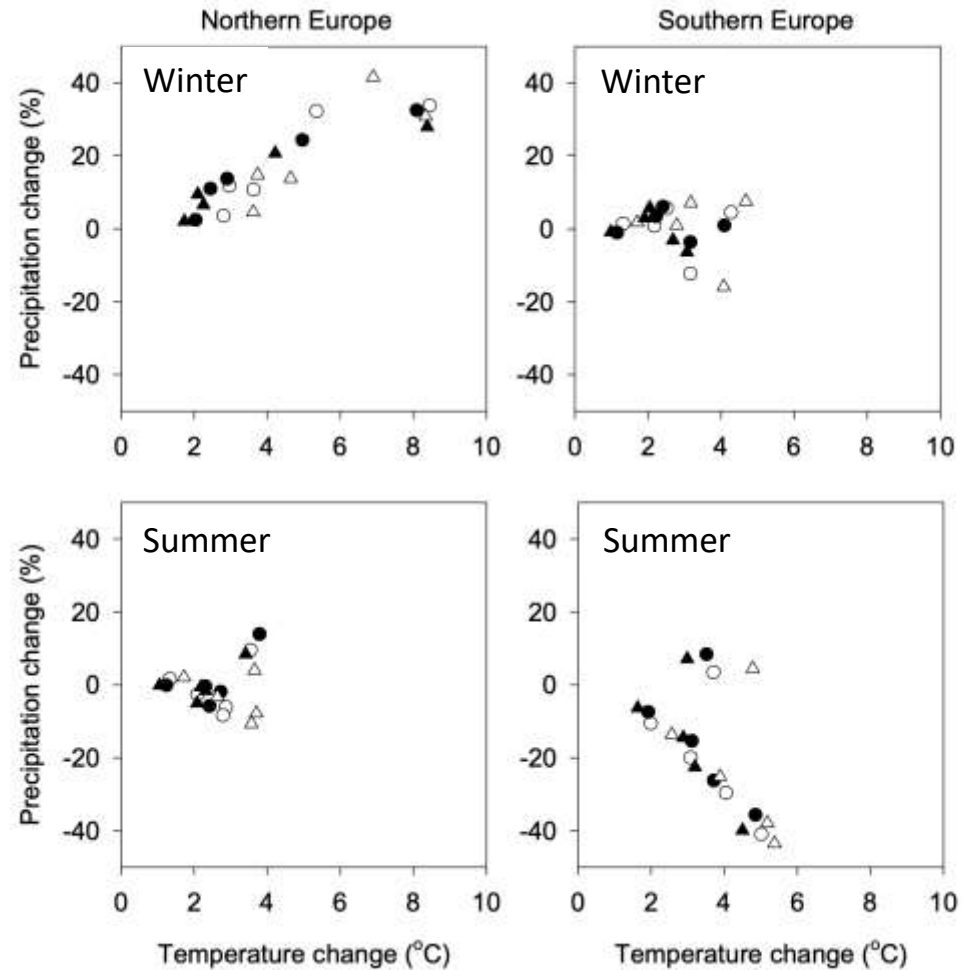 Northern Europe
Southern Europe
Precipitation change (%)
40
20
0
-20
-40
Winter
0 2 4 6 8 10
40
20
0
-20
-40
Winter
0 2 4 6 8 10
Precipitation change (%)
40
20
0
-20
-40
Summer
0 2 4 6 8 10
Temperature change (°C)
40
20
0
-20
-40
Summer
0 2 4 6 8 10
Temperature change (°C)